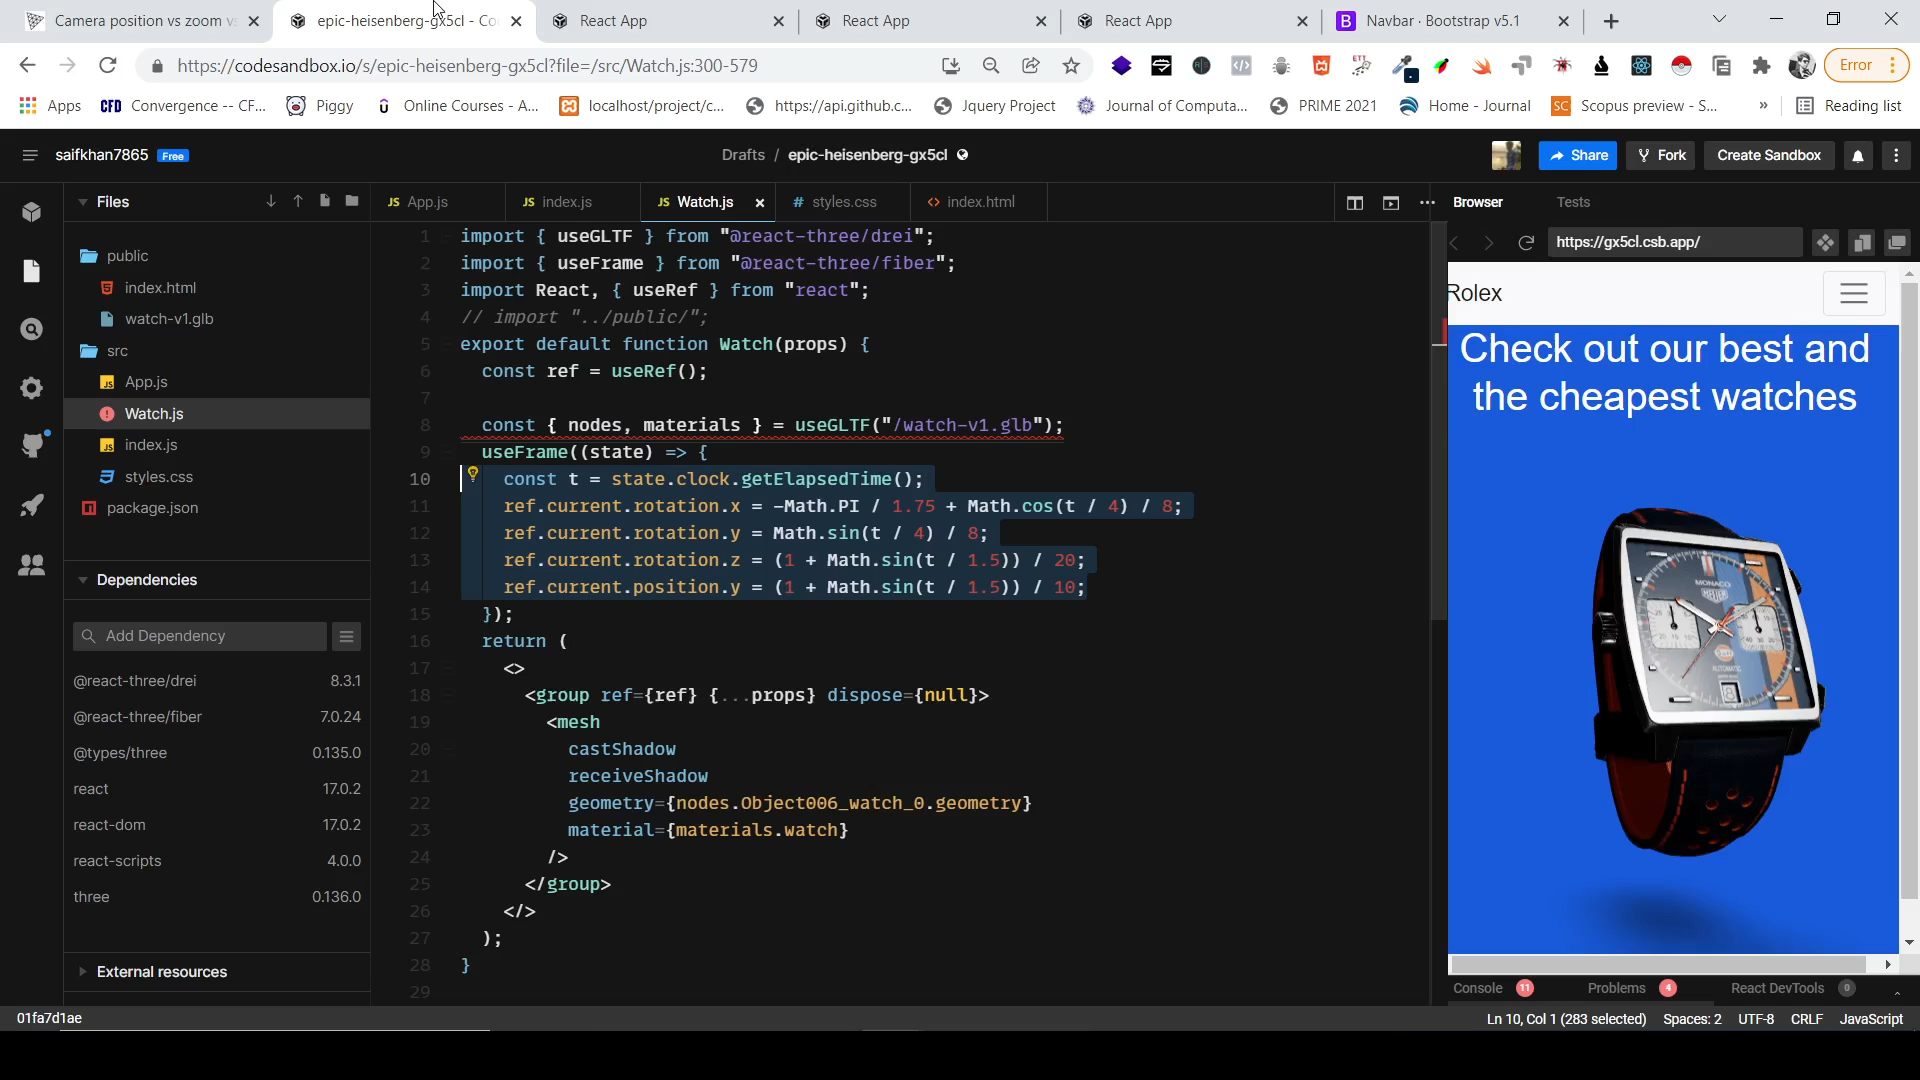 Camera position vs zoom v
epic-heisenberg-gx5cl - Co
React App
React App
React App
Navbar · Bootstrap v5.1
https://codesandbox.io/s/epic-heisenberg-gx5cl?file=/src/Watch.js:300-579
Error
Apps
CFD Convergence -- CF...
Piggy
Online Courses - A...
localhost/project/c...
https://api.github.c...
Jquery Project
Journal of Computa...
PRIME 2021
Home - Journal
SC Scopus preview - S...
»
Reading list
saifkhan7865 Free
Drafts / epic-heisenberg-gx5cl
Share
Fork
Create Sandbox
Files
JS App.js
JS index.js
JS Watch.js
# styles.css
<> index.html
Browser
Tests
https://gx5cl.csb.app/
public
index.html
watch-v1.glb
src
App.js
Watch.js
index.js
styles.css
package.json
Dependencies
Add Dependency
@react-three/drei 8.3.1
@react-three/fiber 7.0.24
@types/three 0.135.0
react 17.0.2
react-dom 17.0.2
react-scripts 4.0.0
three 0.136.0
External resources
1 import { useGLTF } from "@react-three/drei";
2 import { useFrame } from "@react-three/fiber";
3 import React, { useRef } from "react";
4 // import "../public/";
5 export default function Watch(props) {
6 const ref = useRef();
7
8 const { nodes, materials } = useGLTF("/watch-v1.glb");
9 useFrame((state) => {
10 const t = state.clock.getElapsedTime();
11 ref.current.rotation.x = -Math.PI / 1.75 + Math.cos(t / 4) / 8;
12 ref.current.rotation.y = Math.sin(t / 4) / 8;
13 ref.current.rotation.z = (1 + Math.sin(t / 1.5)) / 20;
14 ref.current.position.y = (1 + Math.sin(t / 1.5)) / 10;
15 });
16 return (
17 <>
18 <group ref={ref} {...props} dispose={null}>
19 <mesh
20 castShadow
21 receiveShadow
22 geometry={nodes.Object006_watch_0.geometry}
23 material={materials.watch}
24 />
25 </group>
26 </>
27 );
28 }
29
Rolex
Check out our best and
the cheapest watches
MONACO
HEUER
AUTOMATIC
8
Console 11
Problems 4
React DevTools 0
01fa7d1ae
Ln 10, Col 1 (283 selected)
Spaces: 2
UTF-8
CRLF
JavaScript